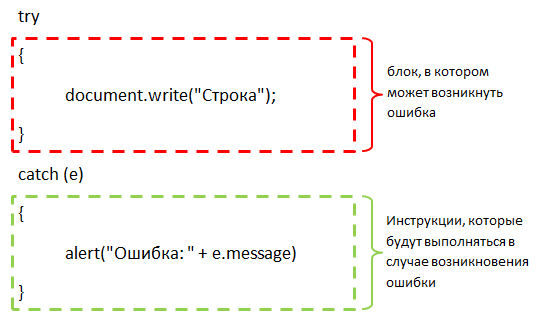 try
{
document.write("Строка");
}
блок, в котором
может возникнуть
ошибка
catch (e)
{
alert("Ошибка: " + e.message)
}
Инструкции, которые
будут выполняться в
случае возникновения
ошибки